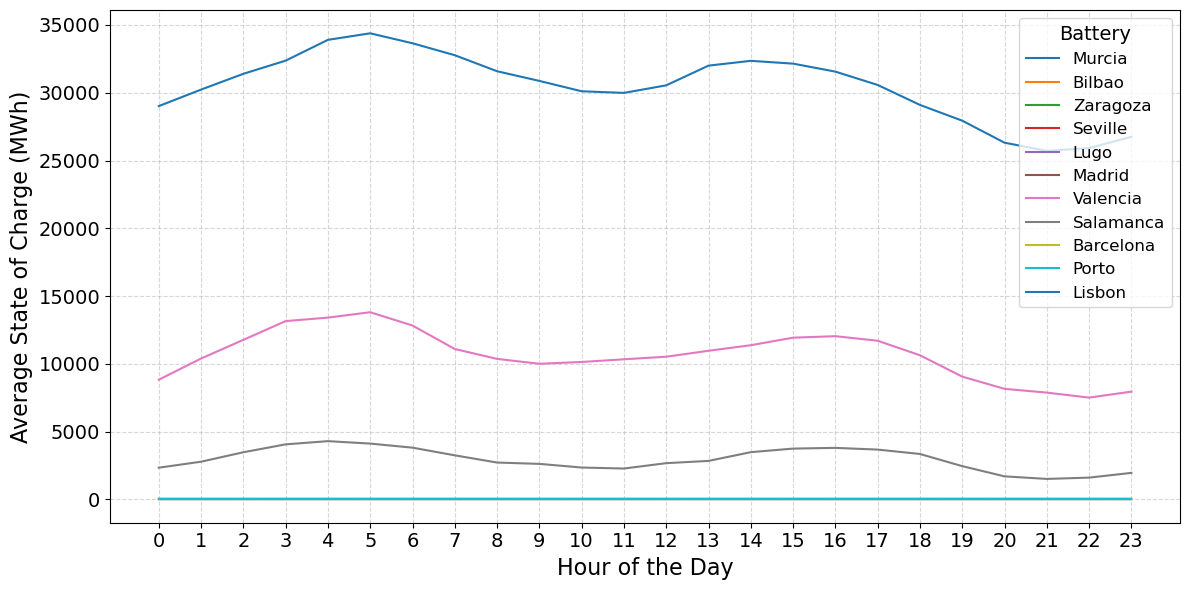 Average State of Charge (MWh)
35000
30000
25000
20000
15000
10000
5000
0
Battery
Murcia
Bilbao
Zaragoza
Seville
Lugo
Madrid
Valencia
Salamanca
Barcelona
Porto
Lisbon
0 1 2 3 4 5 6 7 8 9 10 11 12 13 14 15 16 17 18 19 20 21 22 23
Hour of the Day